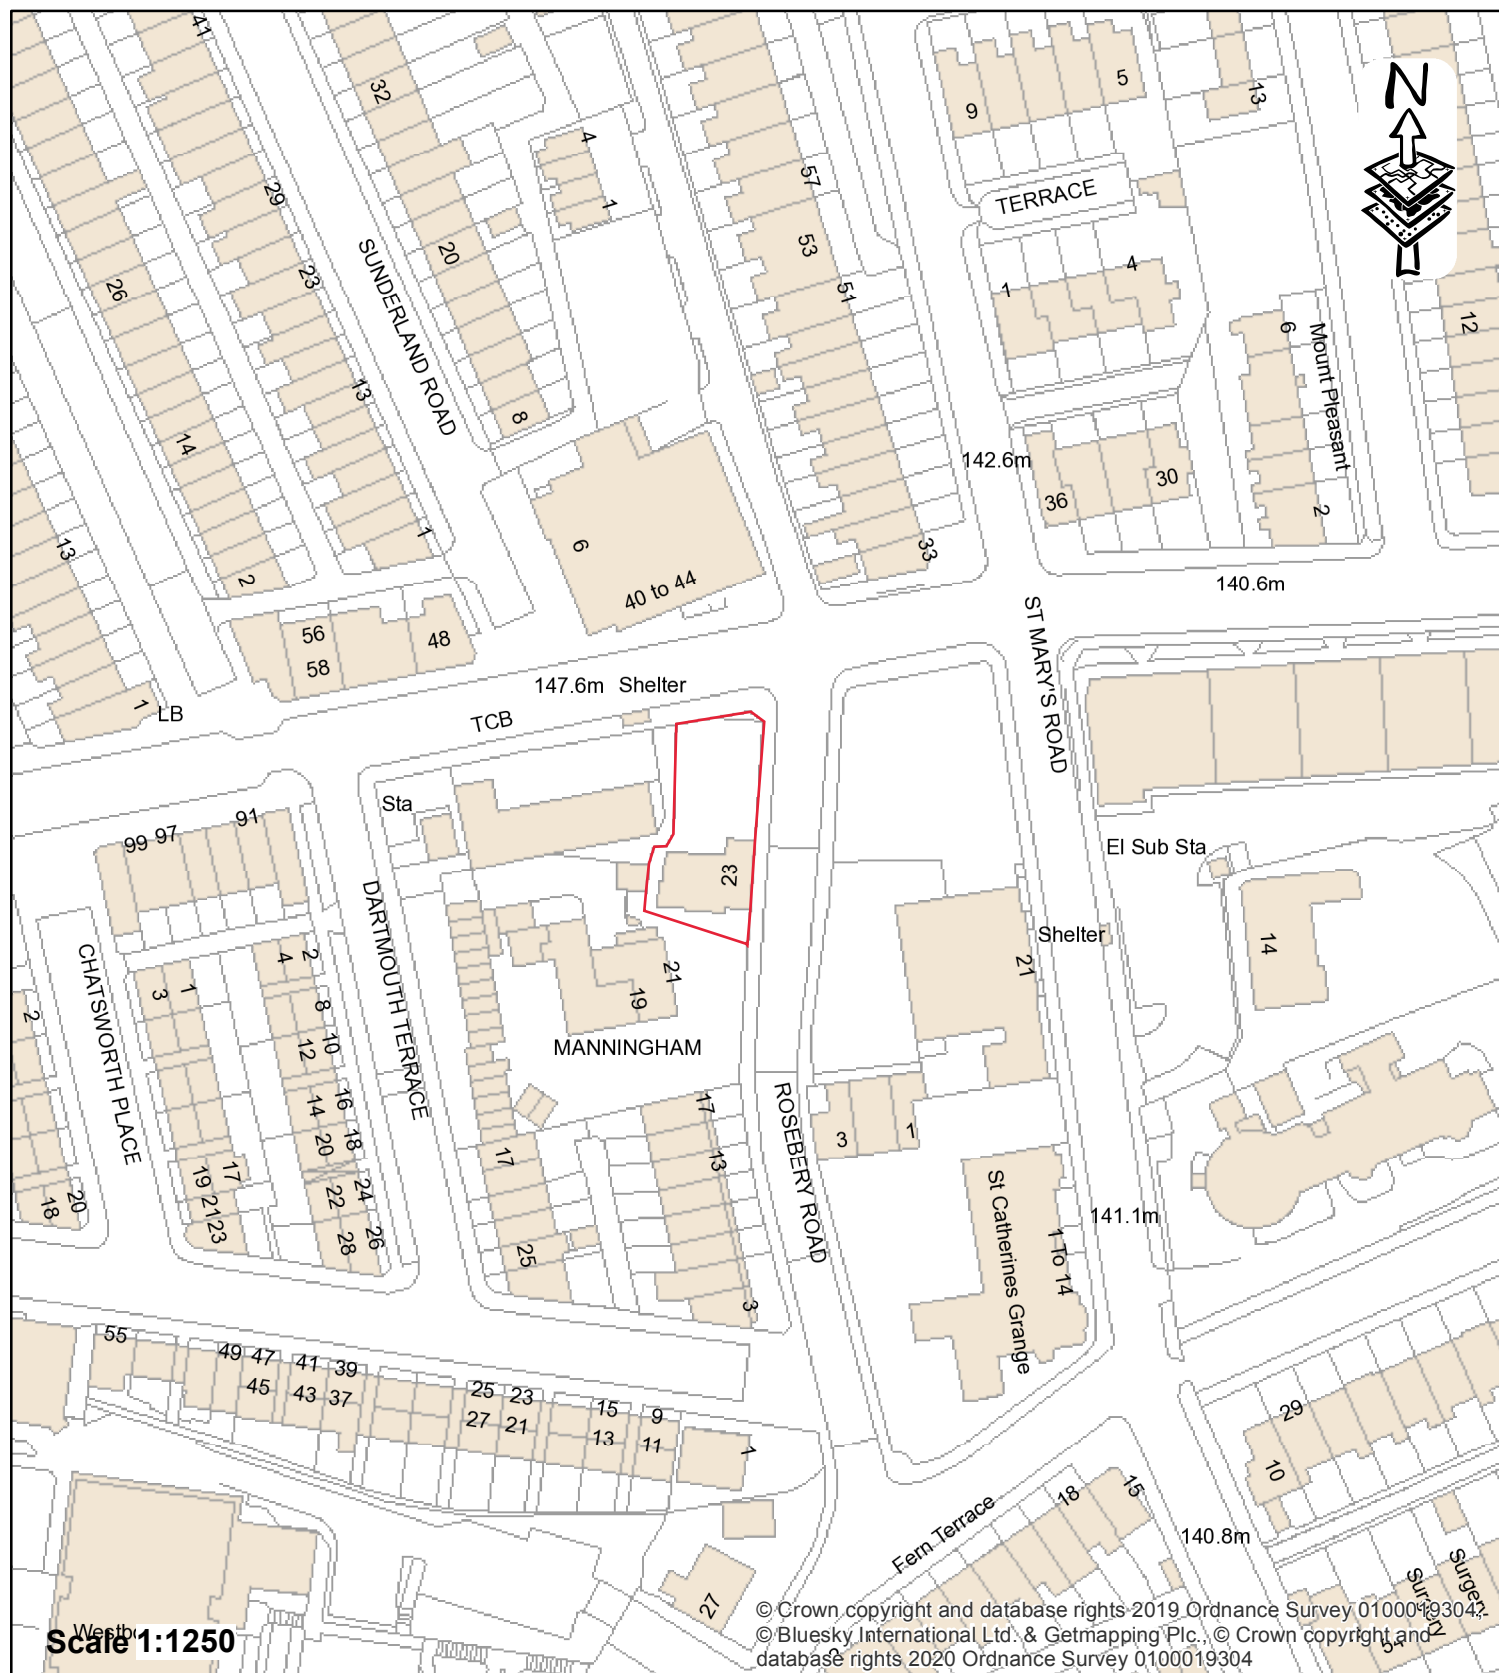 41
32
5
9
13
N
4
57
29
TERRACE
1
20
53
4
SUNDERLAND ROAD
23
26
51
1
6
12
Mount Pleasant
13
14
8
142.6m
30
36
2
1
13
6
33
2
40 to 44
140.6m
56
48
58
ST MARY'S ROAD
147.6m Shelter
1
LB
TCB
Sta
91
99 97
El Sub Sta
23
DARTMOUTH TERRACE
Shelter
14
CHATSWORTH PLACE
4 2
21
21
3 1
19
8
2
10
12
MANNINGHAM
16
14
ROSEBERY ROAD
17
18
20
3
1
13
17
17
19
24
22
20
18
21
23
St Catherines Grange
1 To 14
141.1m
26
28
25
3
55
49 47 41 39
45 43 37
25 23
27 21
15 9
13 11
1
29
10
15
18
Fern Terrace
140.8m
27
Surgery
Surgery
54
Westbo
Scale 1:1250
© Crown copyright and database rights 2019 Ordnance Survey 0100019304;
© Bluesky International Ltd. & Getmapping Plc., © Crown copyright and
database rights 2020 Ordnance Survey 0100019304